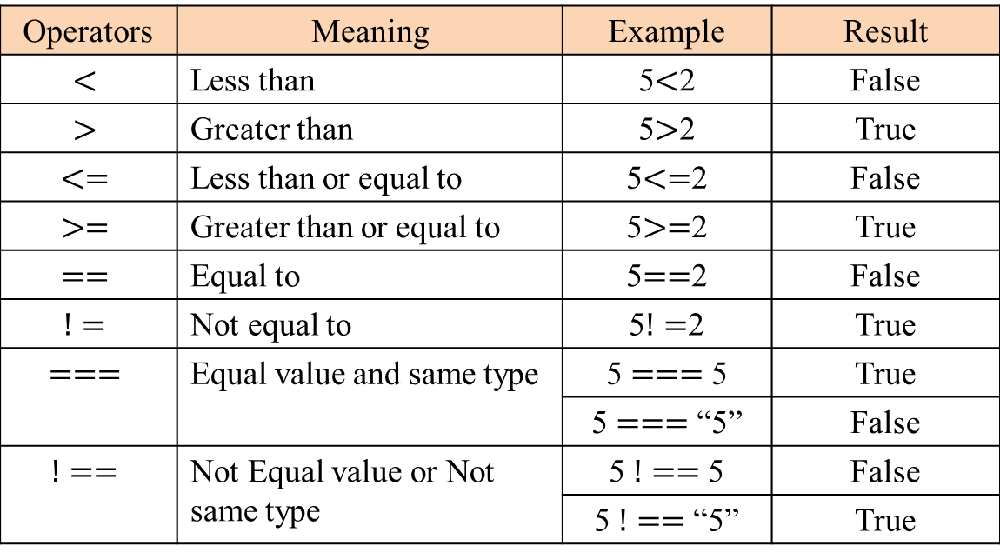 Operators Meaning Example Result
< Less than 5<2 False
> Greater than 5>2 True
<= Less than or equal to 5<=2 False
>= Greater than or equal to 5>=2 True
== Equal to 5==2 False
! = Not equal to 5! =2 True
=== Equal value and same type 5 === 5 True
5 === “5” False
! == Not Equal value or Not 5 ! == 5 False
same type 5 ! == “5” True